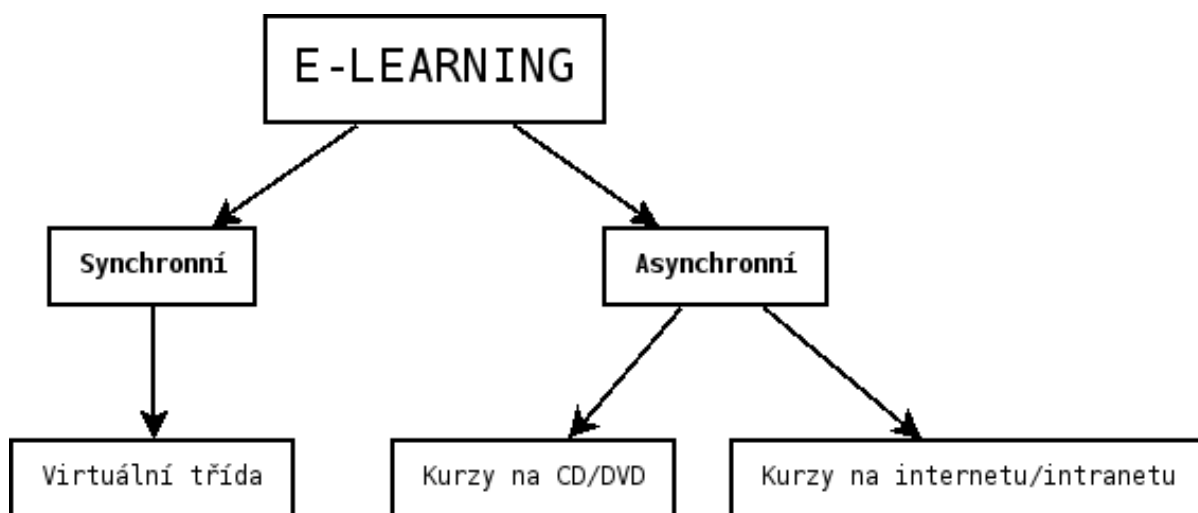 E-LEARNING
Synchronní
Asynchronní
Virtuální třída
Kurzy na CD/DVD
Kurzy na internetu/intranetu